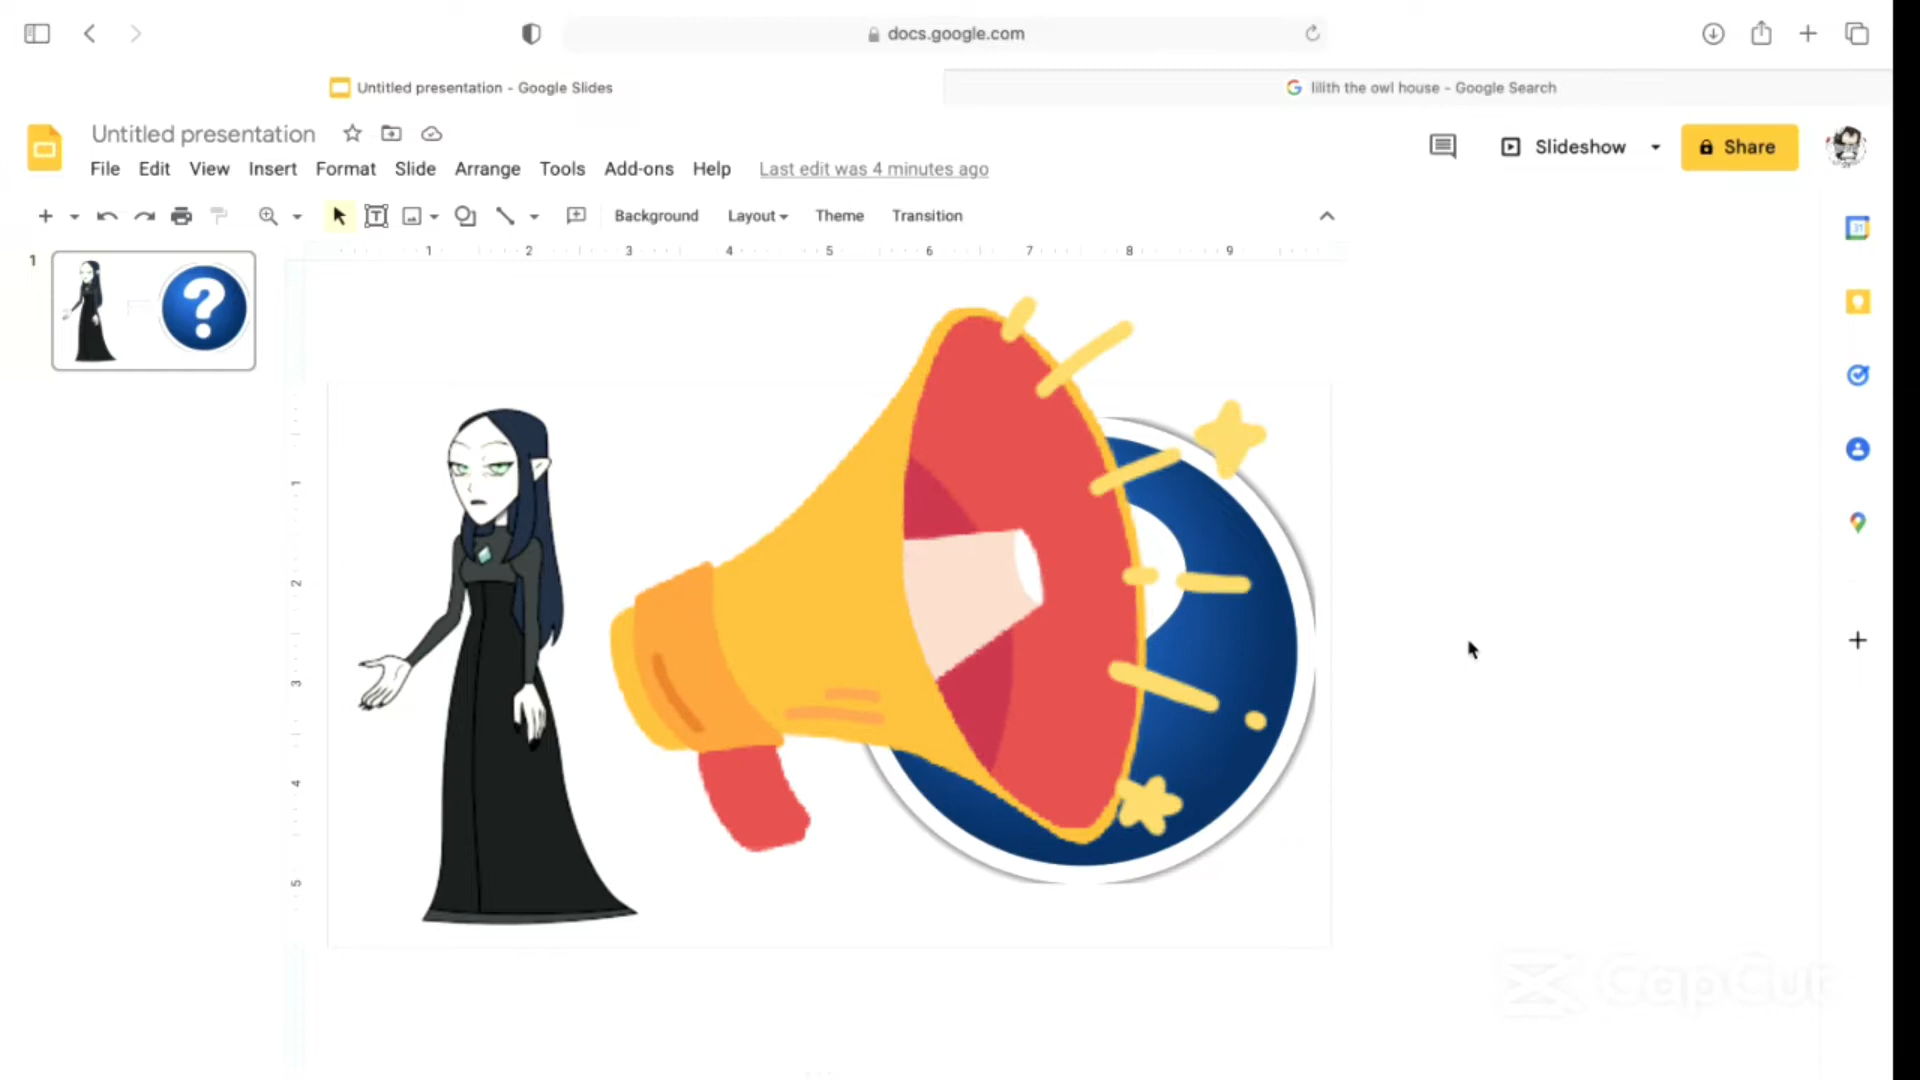 docs.google.com
Untitled presentation - Google Slides
lilith the owl house - Google Search
Untitled presentation
Slideshow
Share
File Edit View Insert Format Slide Arrange Tools Add-ons Help Last edit was 4 minutes ago
Background Layout Theme Transition
1 2 3 4 5 6 7 8 9
1
?
31
1
2
3
4
5
CapCut